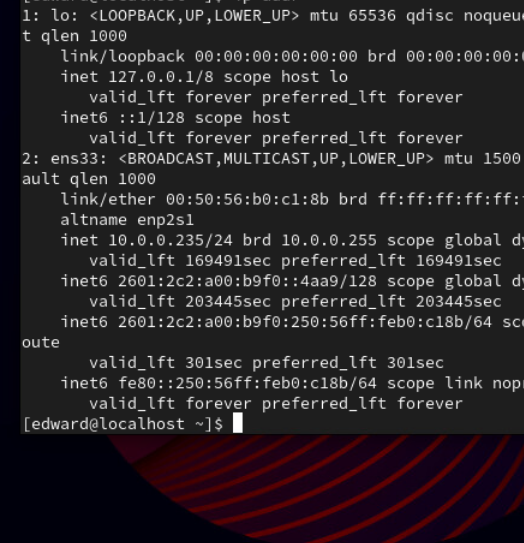 1: lo: <LOOPBACK,UP,LOWER_UP> mtu 65536 qdisc noqueue
t qlen 1000
link/loopback 00:00:00:00:00:00 brd 00:00:00:00:
inet 127.0.0.1/8 scope host lo
valid_lft forever preferred_lft forever
inet6 ::1/128 scope host
valid_lft forever preferred_lft forever
2: ens33: <BROADCAST,MULTICAST,UP,LOWER_UP> mtu 1500
ault qlen 1000
link/ether 00:50:56:b0:c1:8b brd ff:ff:ff:ff:ff:
altname enp2s1
inet 10.0.0.235/24 brd 10.0.0.255 scope global dy
valid_lft 169491sec preferred_lft 169491sec
inet6 2601:2c2:a00:b9f0::4aa9/128 scope global dy
valid_lft 203445sec preferred_lft 203445sec
inet6 2601:2c2:a00:b9f0:250:56ff:feb0:c18b/64 sco
oute
valid_lft 301sec preferred_lft 301sec
inet6 fe80::250:56ff:feb0:c18b/64 scope link nopr
valid_lft forever preferred_lft forever
[edward@localhost ~]$